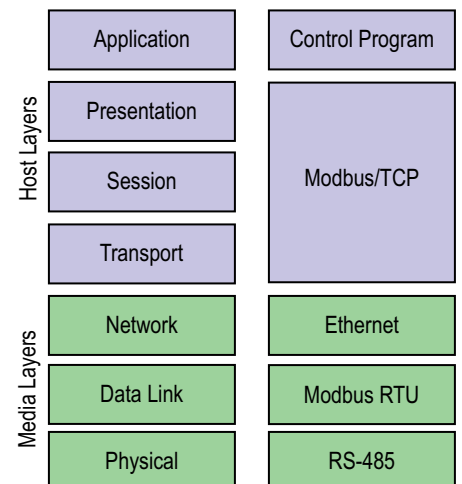 Application
Control Program
Host Layers
Presentation
Session
Modbus/TCP
Transport
Media Layers
Network
Ethernet
Data Link
Modbus RTU
Physical
RS-485